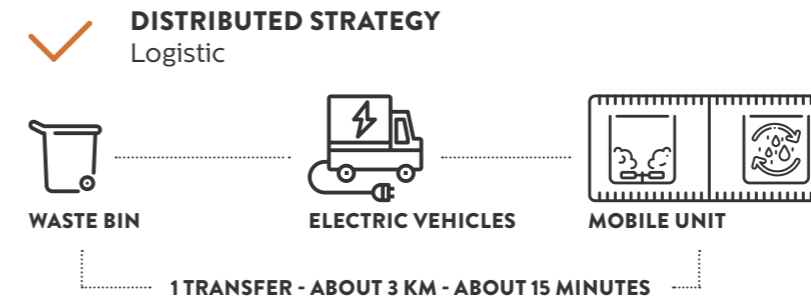 DISTRIBUTED STRATEGY
Logistic
WASTE BIN
ELECTRIC VEHICLES
MOBILE UNIT
1 TRANSFER - ABOUT 3 KM - ABOUT 15 MINUTES